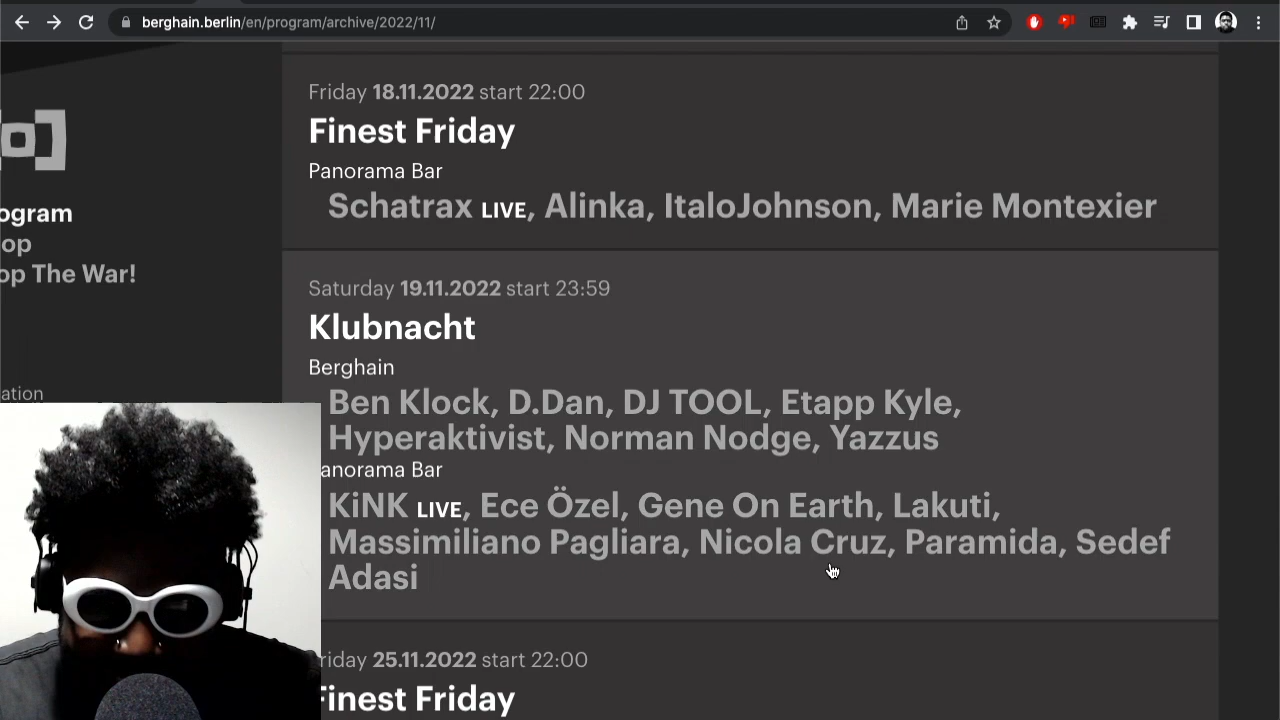 berghain.berlin/en/program/archive/2022/11/
Friday 18.11.2022 start 22:00
Finest Friday
Panorama Bar
Schatrax LIVE, Alinka, ItaloJohnson, Marie Montexier
ogram
op
op The War!
ation
Saturday 19.11.2022 start 23:59
Klubnacht
Berghain
Ben Klock, D.Dan, DJ TOOL, Etapp Kyle,
Hyperaktivist, Norman Nodge, Yazzus
anorama Bar
KiNK LIVE, Ece Özel, Gene On Earth, Lakuti,
Massimiliano Pagliara, Nicola Cruz, Paramida, Sedef
Adasi
riday 25.11.2022 start 22:00
Finest Friday